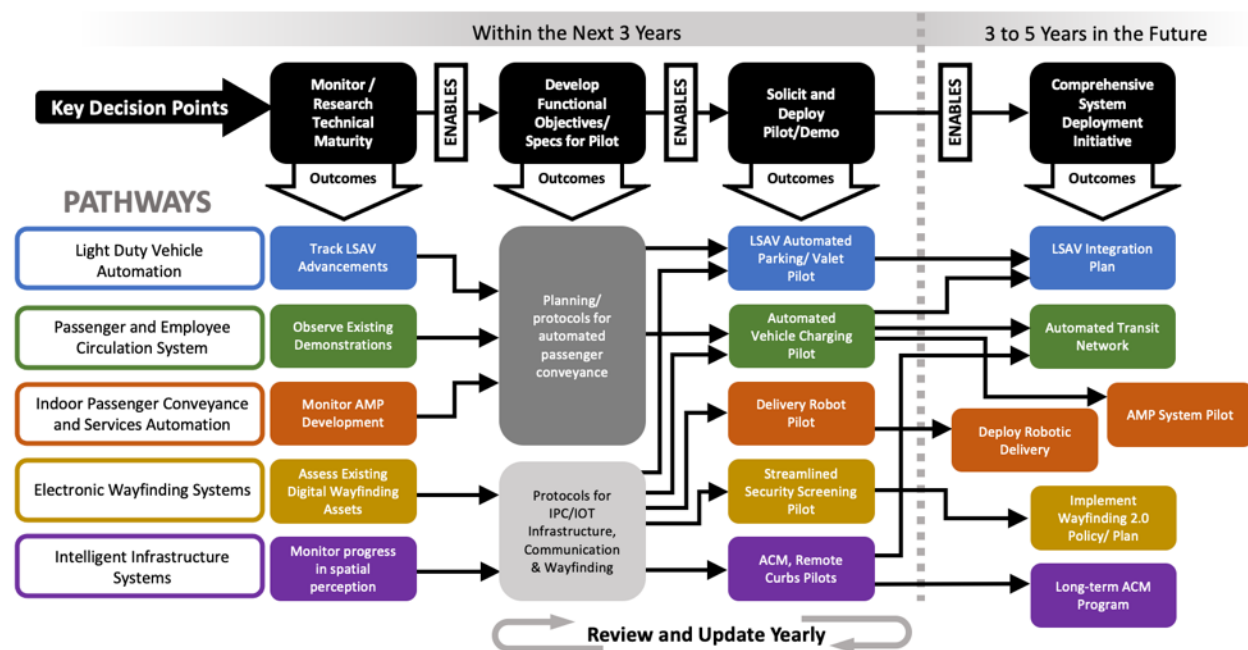 Within the Next 3 Years
3 to 5 Years in the Future
Key Decision Points
Monitor /
Research
Technical
Maturity
ENABLES
Develop
Functional
Objectives/
Specs for Pilot
ENABLES
Solicit and
Deploy
Pilot/Demo
ENABLES
Comprehensive
System
Deployment
Initiative
Outcomes
Outcomes
Outcomes
Outcomes
PATHWAYS
Light Duty Vehicle
Automation
Track LSAV
Advancements
LSAV Automated
Parking/ Valet
Pilot
LSAV Integration
Plan
Passenger and Employee
Circulation System
Observe Existing
Demonstrations
Planning/
protocols for
automated
passenger
conveyance
Automated
Vehicle Charging
Pilot
Automated Transit
Network
Indoor Passenger Conveyance
and Services Automation
Monitor AMP
Development
Delivery Robot
Pilot
Deploy Robotic
Delivery
AMP System Pilot
Electronic Wayfinding Systems
Assess Existing
Digital Wayfinding
Assets
Protocols for
IPC/IOT
Infrastructure,
Communication
& Wayfinding
Streamlined
Security Screening
Pilot
Implement
Wayfinding 2.0
Policy/ Plan
Intelligent Infrastructure
Systems
Monitor progress
in spatial
perception
ACM, Remote
Curbs Pilots
Long-term ACM
Program
Review and Update Yearly